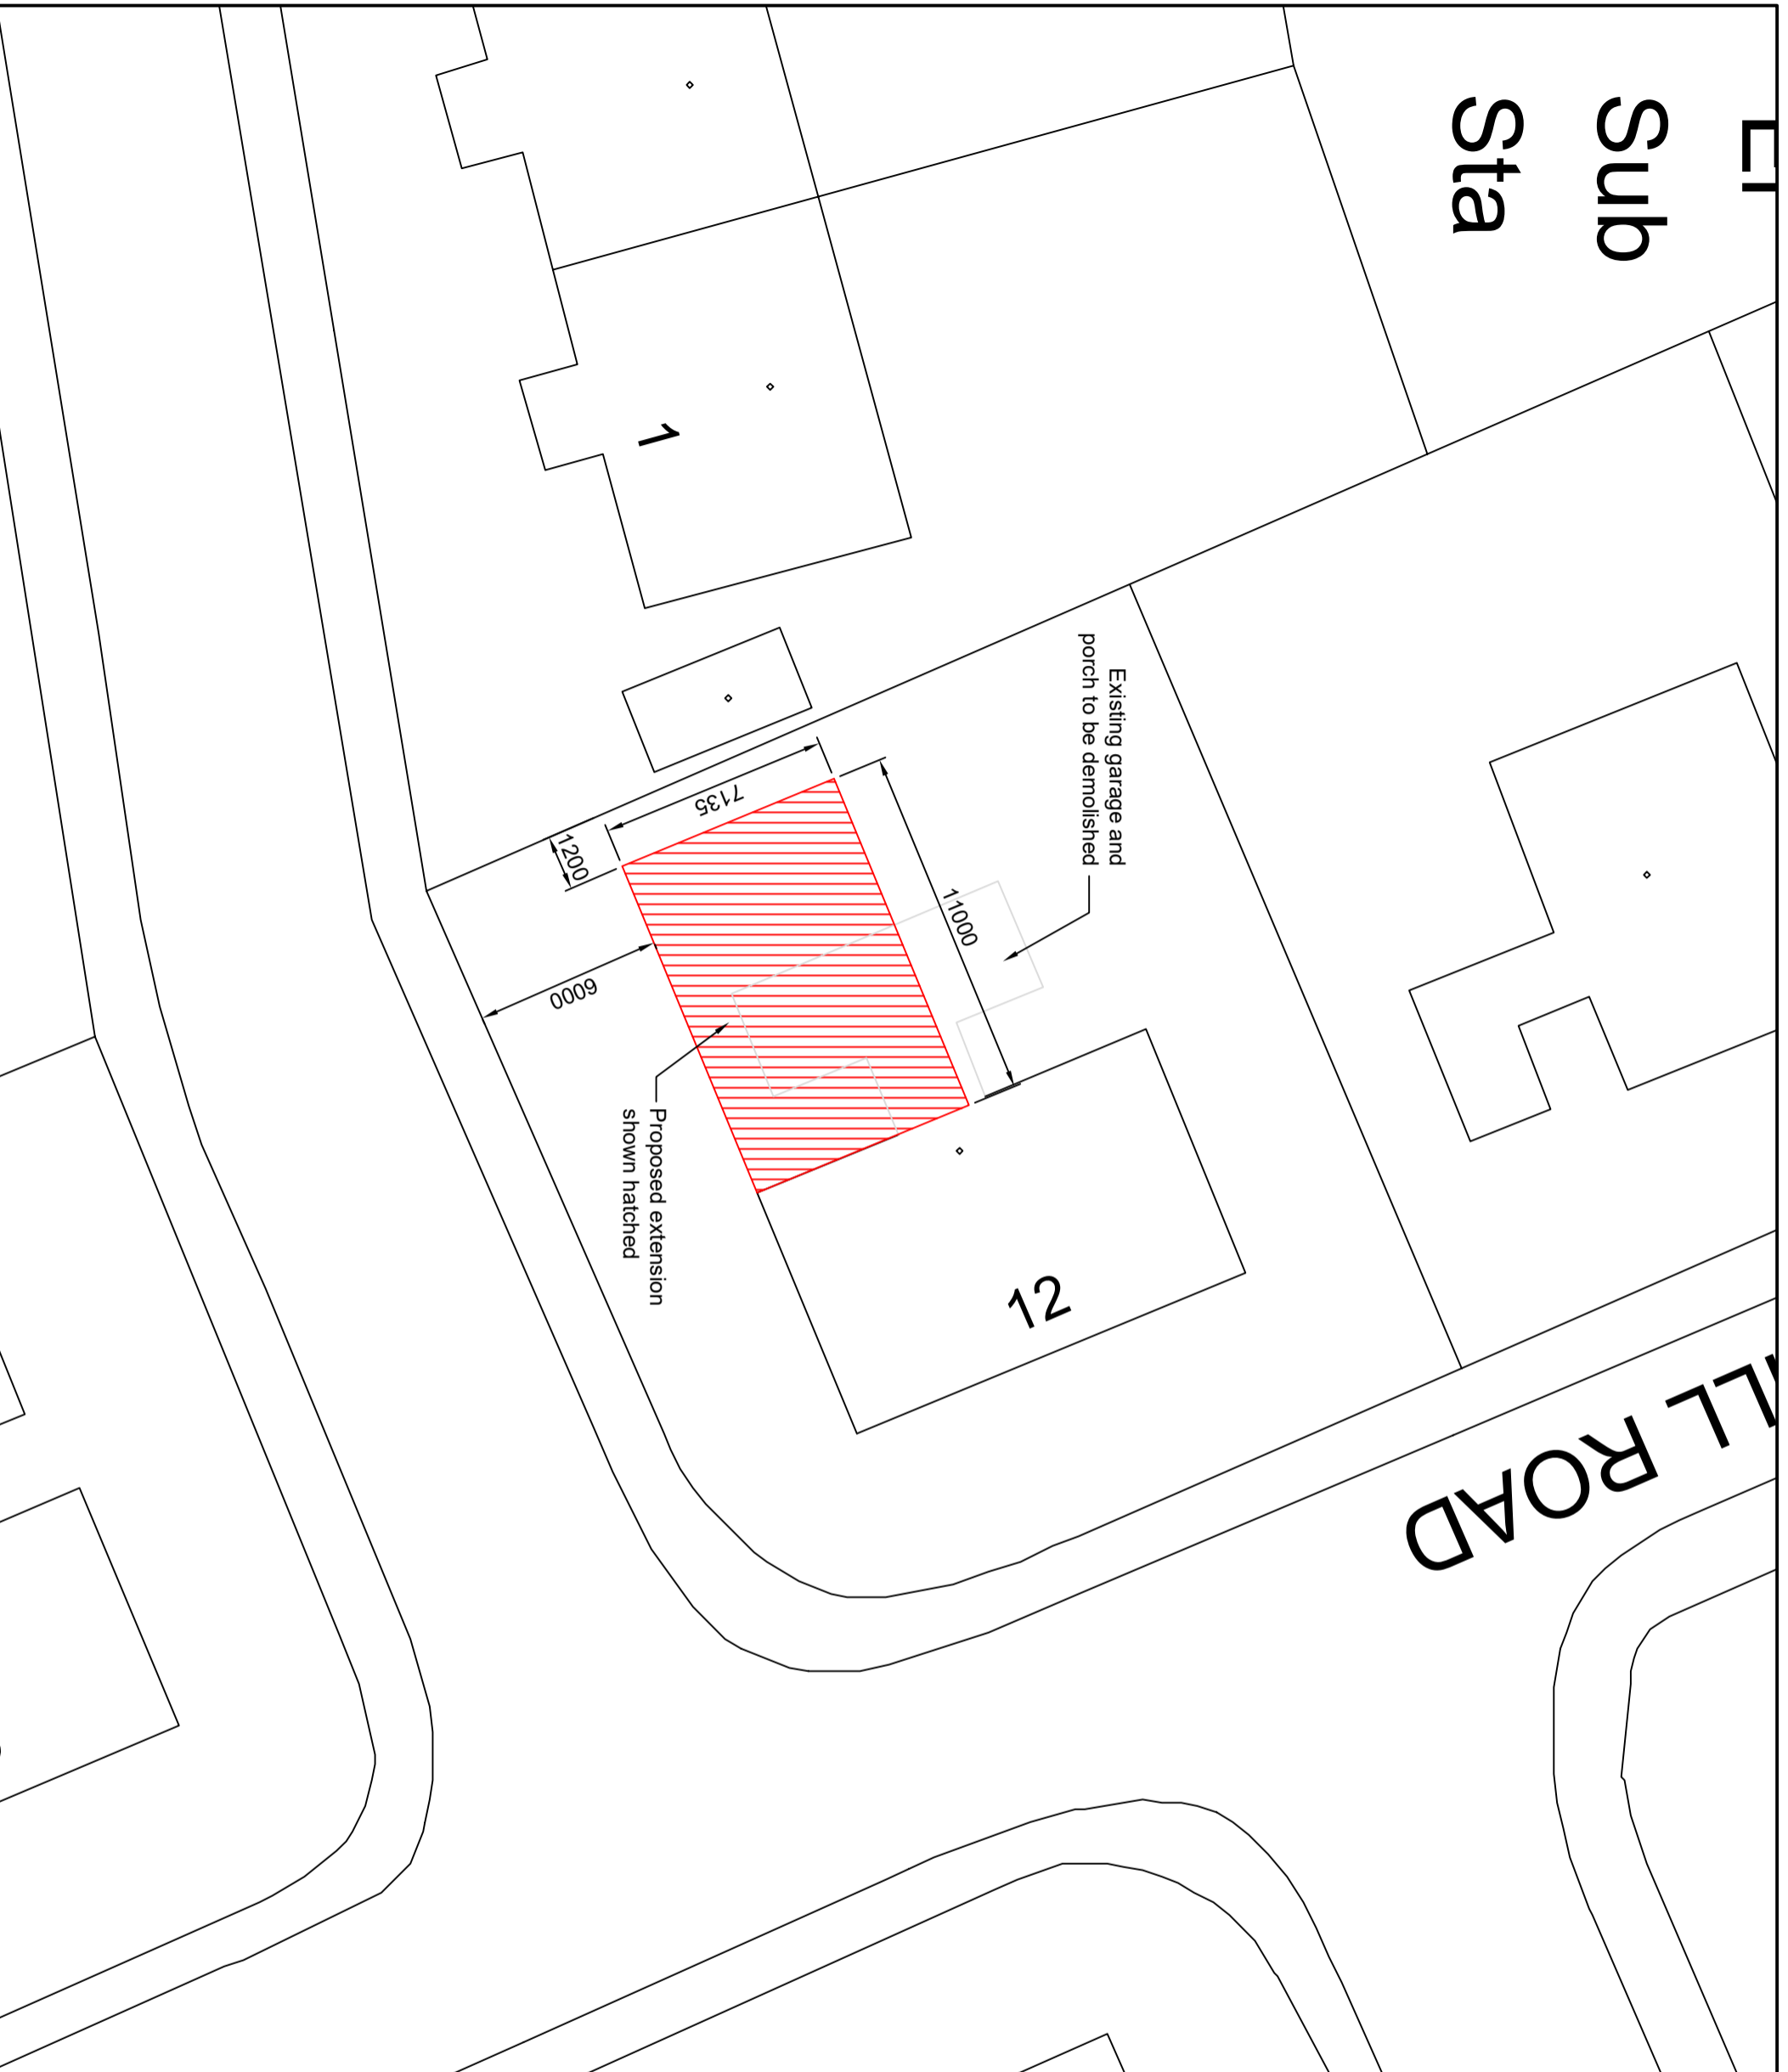 Sub
Sta
1
Existing garage and
porch to be demolished
7135
1200
11000
6000
Proposed extension
shown hatched
12
LL ROAD